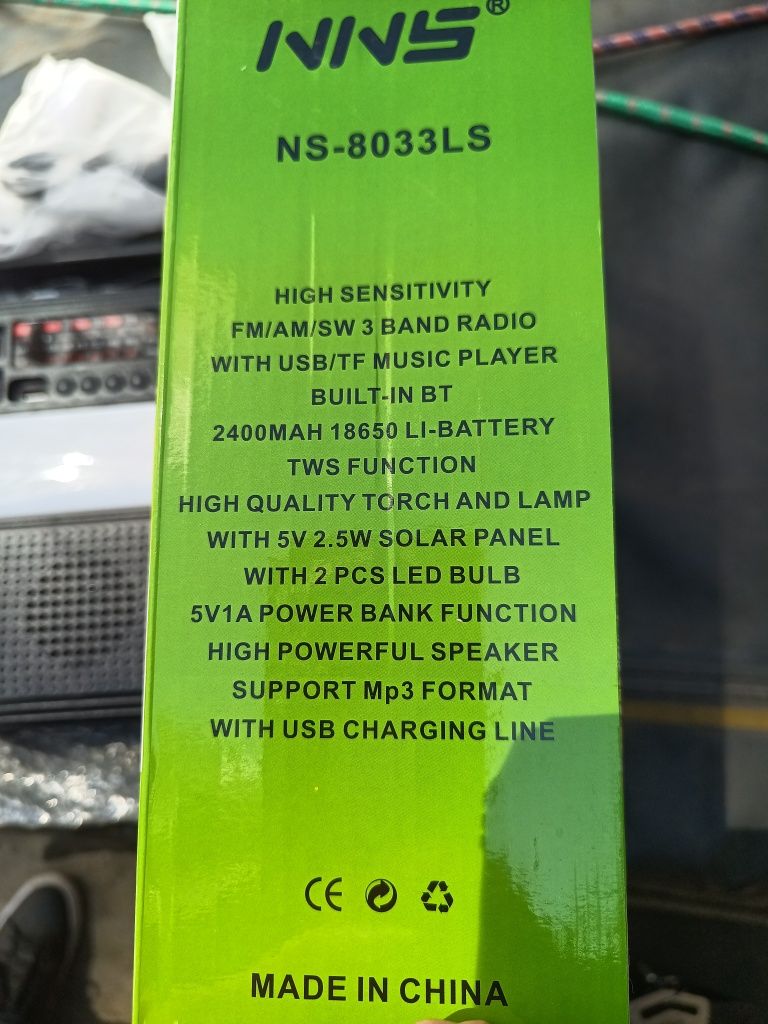 NNS®
NS-8033LS
HIGH SENSITIVITY
FM/AM/SW 3 BAND RADIO
WITH USB/TF MUSIC PLAYER
BUILT-IN BT
2400MAH 18650 LI-BATTERY
TWS FUNCTION
HIGH QUALITY TORCH AND LAMP
WITH 5V 2.5W SOLAR PANEL
WITH 2 PCS LED BULB
5V1A POWER BANK FUNCTION
HIGH POWERFUL SPEAKER
SUPPORT Mp3 FORMAT
WITH USB CHARGING LINE
CE
MADE IN CHINA